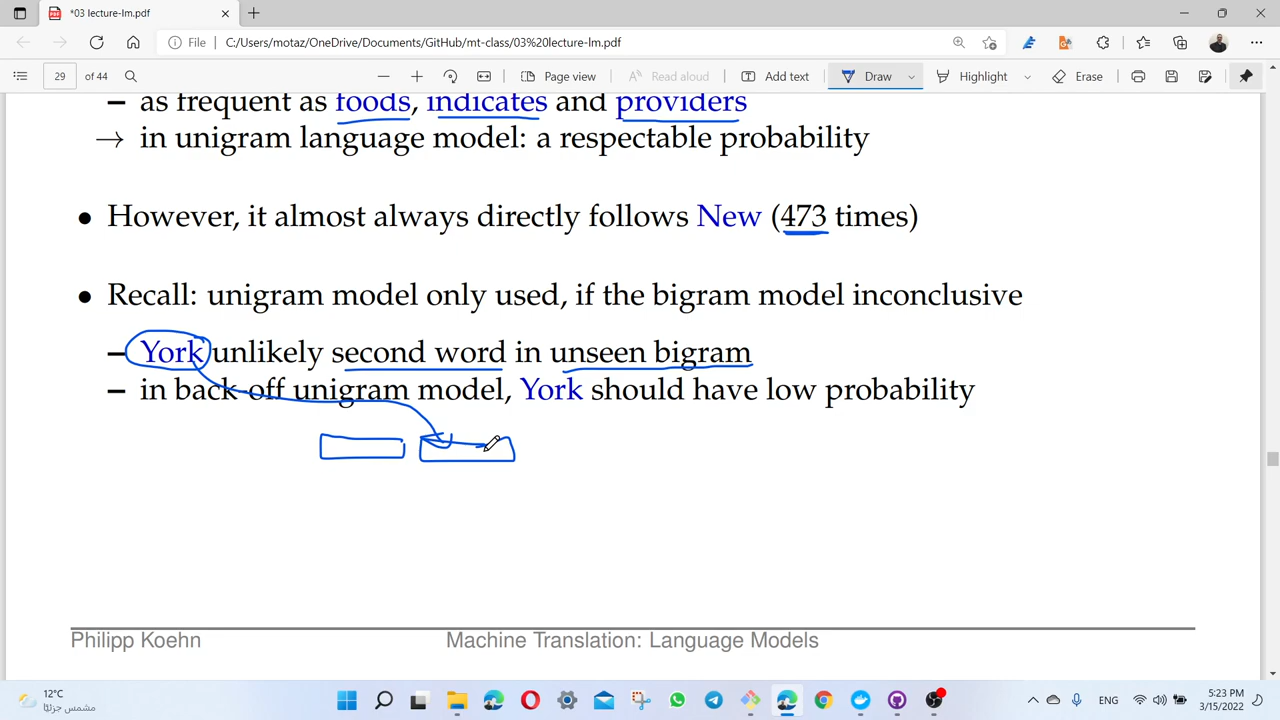 *03 lecture-lm.pdf
File
C:/Users/motaz/OneDrive/Documents/GitHub/mt-class/03%20lecture-lm.pdf
29 of 44
Page view
Read aloud
Add text
Draw
Highlight
Erase
– as frequent as foods, indicates and providers
→ in unigram language model: a respectable probability
• However, it almost always directly follows New (473 times)
• Recall: unigram model only used, if the bigram model inconclusive
– York unlikely second word in unseen bigram
– in back-off unigram model, York should have low probability
Philipp Koehn
Machine Translation: Language Models
12°C
مشمس جزئيًا
ENG
5:23 PM
3/15/2022